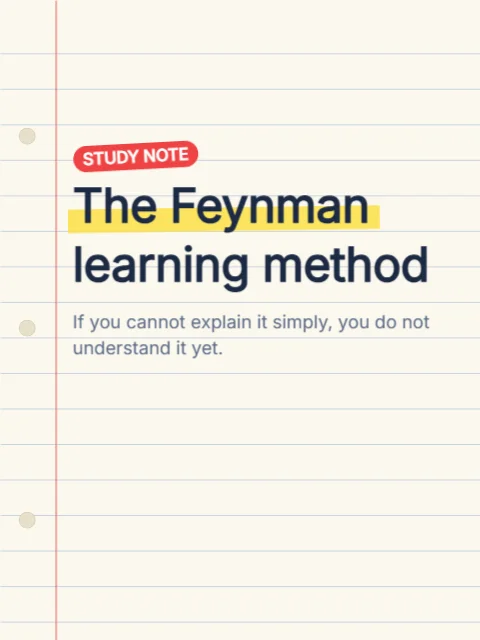 STUDY NOTE
The Feynman
learning method
If you cannot explain it simply, you do not
understand it yet.